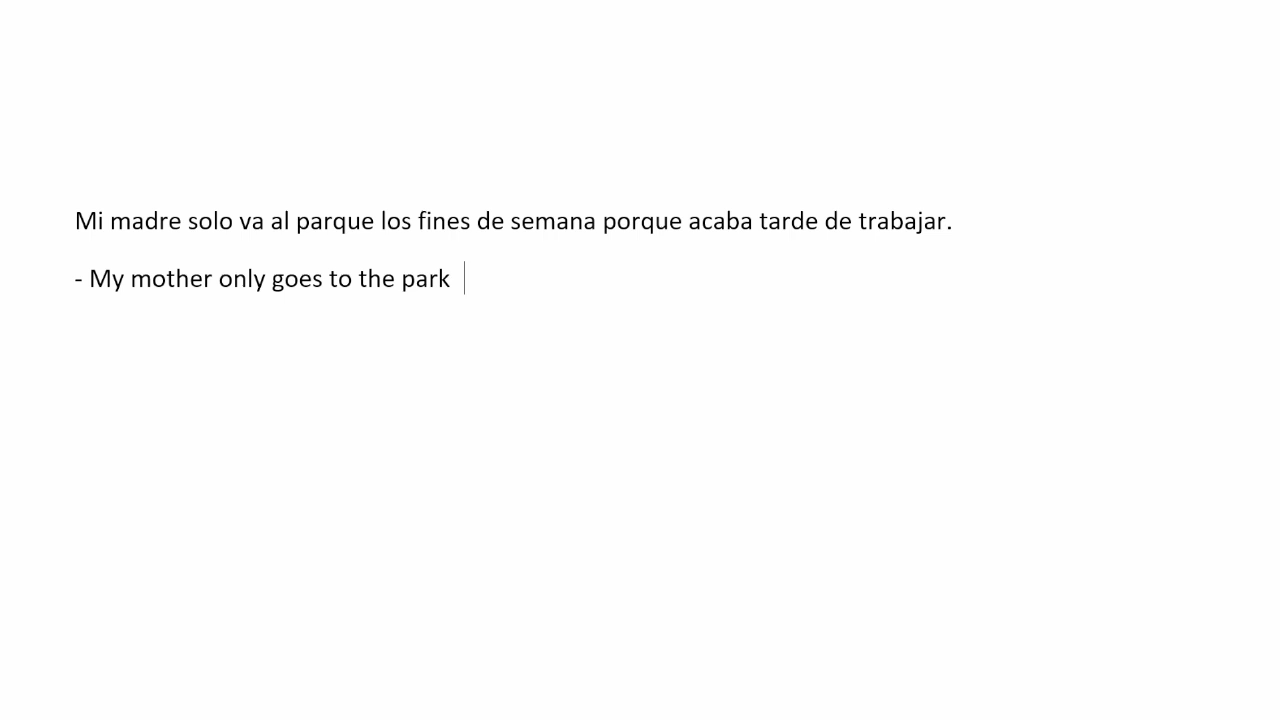 Mi madre solo va al parque los fines de semana porque acaba tarde de trabajar.
- My mother only goes to the park